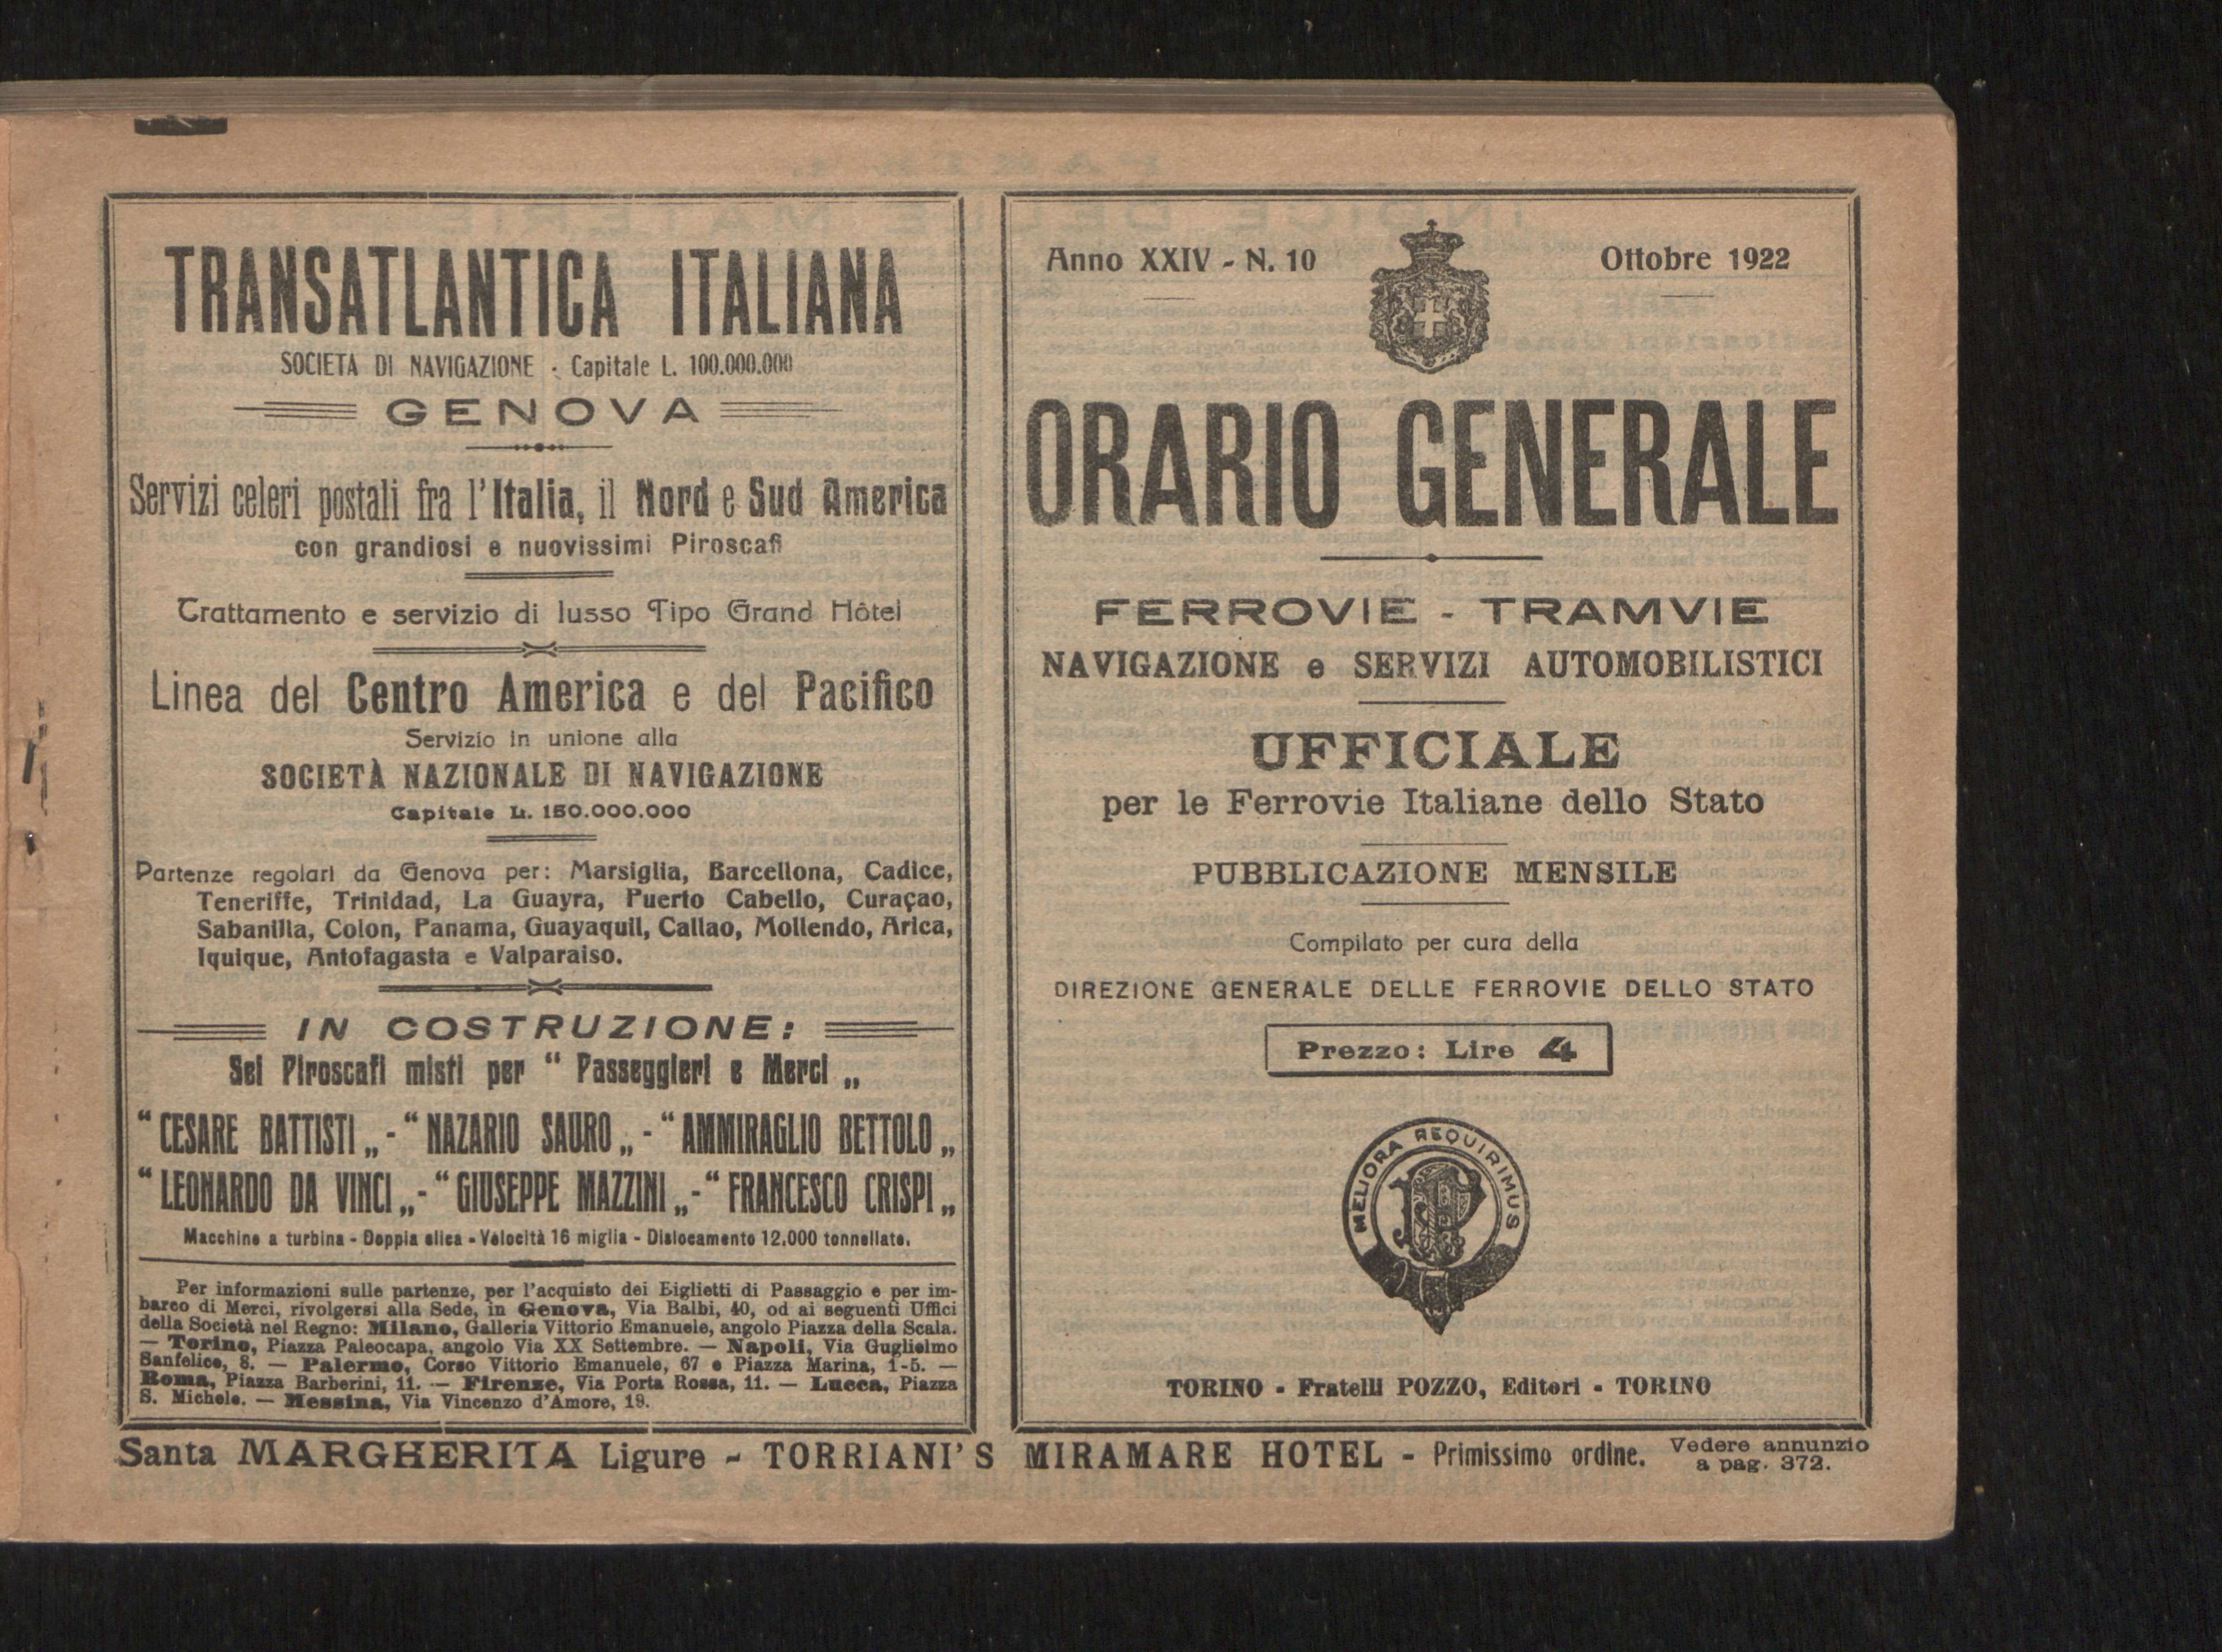 TRANSATLANTICA ITALIANA
SOCIETA DI NAVIGAZIONE - Capitale L. 100.000.000
GENOVA
Servizi celeri postali fra l'Italia, il Nord e Sud America
con grandiosi e nuovissimi Piroscafi
Trattamento e servizio di lusso Tipo Grand Hôtel
Linea del Centro America e del Pacifico
Servizio in unione alla
SOCIETÀ NAZIONALE DI NAVIGAZIONE
Capitale L. 150.000.000
Partenze regolari da Genova per: Marsiglia, Barcellona, Cadice,
Teneriffe, Trinidad, La Guayra, Puerto Cabello, Curaçao,
Sabanilla, Colon, Panama, Guayaquil, Callao, Mollendo, Arica,
Iquique, Antofagasta e Valparaiso.
IN COSTRUZIONE:
Sei Piroscafi misti per “ Passeggieri e Merci „
“ CESARE BATTISTI „ - “ NAZARIO SAURO „ - “ AMMIRAGLIO BETTOLO „
“ LEONARDO DA VINCI „ - “ GIUSEPPE MAZZINI „ - “ FRANCESCO CRISPI „
Macchine a turbina - Doppia elica - Velocità 16 miglia - Dislocamento 12,000 tonnellate.
Per informazioni sulle partenze, per l'acquisto dei Biglietti di Passaggio e per im-
barco di Merci, rivolgersi alla Sede, in Genova, Via Balbi, 40, od ai seguenti Uffici
della Società nel Regno: Milano, Galleria Vittorio Emanuele, angolo Piazza della Scala.
— Torino, Piazza Paleocapa, angolo Via XX Settembre. — Napoli, Via Guglielmo
Sanfelice, 8. — Palermo, Corso Vittorio Emanuele, 67 e Piazza Marina, 1-5. —
Roma, Piazza Barberini, 11. — Firenze, Via Porta Rossa, 11. — Lucca, Piazza
S. Michele. — Messina, Via Vincenzo d'Amore, 19.
Anno XXIV - N. 10 Ottobre 1922
ORARIO GENERALE
FERROVIE - TRAMVIE
NAVIGAZIONE e SERVIZI AUTOMOBILISTICI
UFFICIALE
per le Ferrovie Italiane dello Stato
PUBBLICAZIONE MENSILE
Compilato per cura della
DIREZIONE GENERALE DELLE FERROVIE DELLO STATO
Prezzo: Lire 4
MELIORA REQUIRIMUS
TORINO - Fratelli POZZO, Editori - TORINO
Santa MARGHERITA Ligure - TORRIANI'S MIRAMARE HOTEL - Primissimo ordine. Vedere annunzio
a pag. 372.